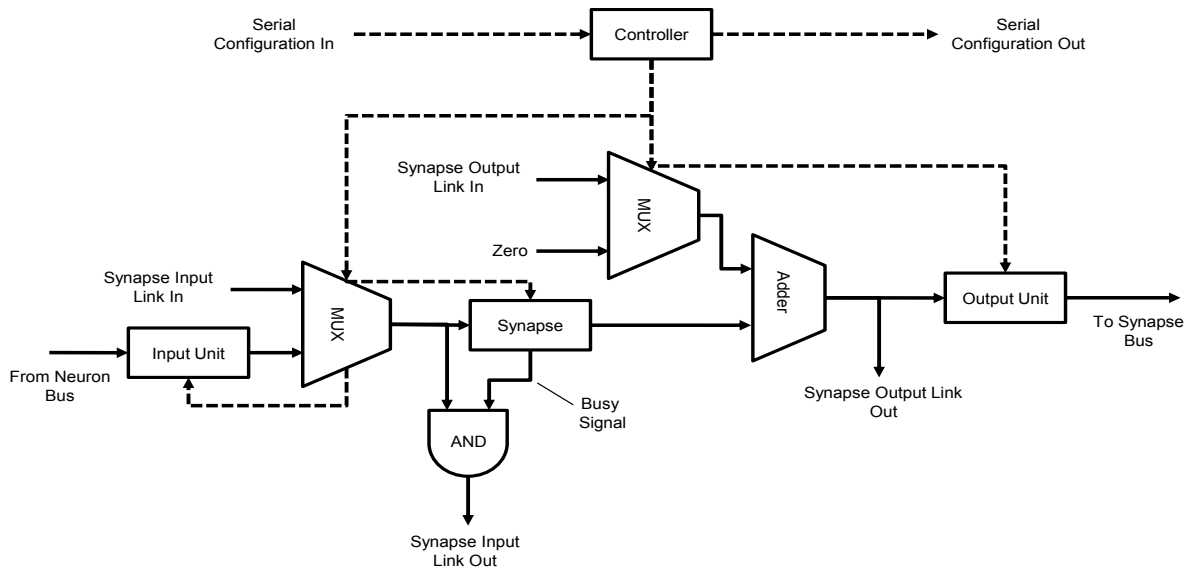 Serial
Configuration In
Controller
Serial
Configuration Out
Synapse Output
Link In
MUX
Zero
Synapse Input
Link In
MUX
Adder
Synapse
Output Unit
Input Unit
To Synapse
Bus
From Neuron
Bus
Busy
Signal
Synapse Output Link
Out
AND
Synapse Input
Link Out